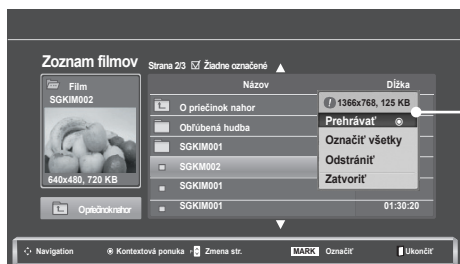 Zoznam filmov
Strana 2/3 Žiadne označené
Film
SGKIM002
640x480, 720 KB
O priečinok nahor
Názov
Dĺžka
O priečinok nahor
Obľúbená hudba
SGKIM001
SGKM002
SGKIM001
SGKIM001
01:30:20
1366x768, 125 KB
Prehrávať
Označiť všetky
Odstrániť
Zatvoriť
Navigation
Kontextová ponuka
P
Zmena str.
MARK
Označiť
Ukončiť